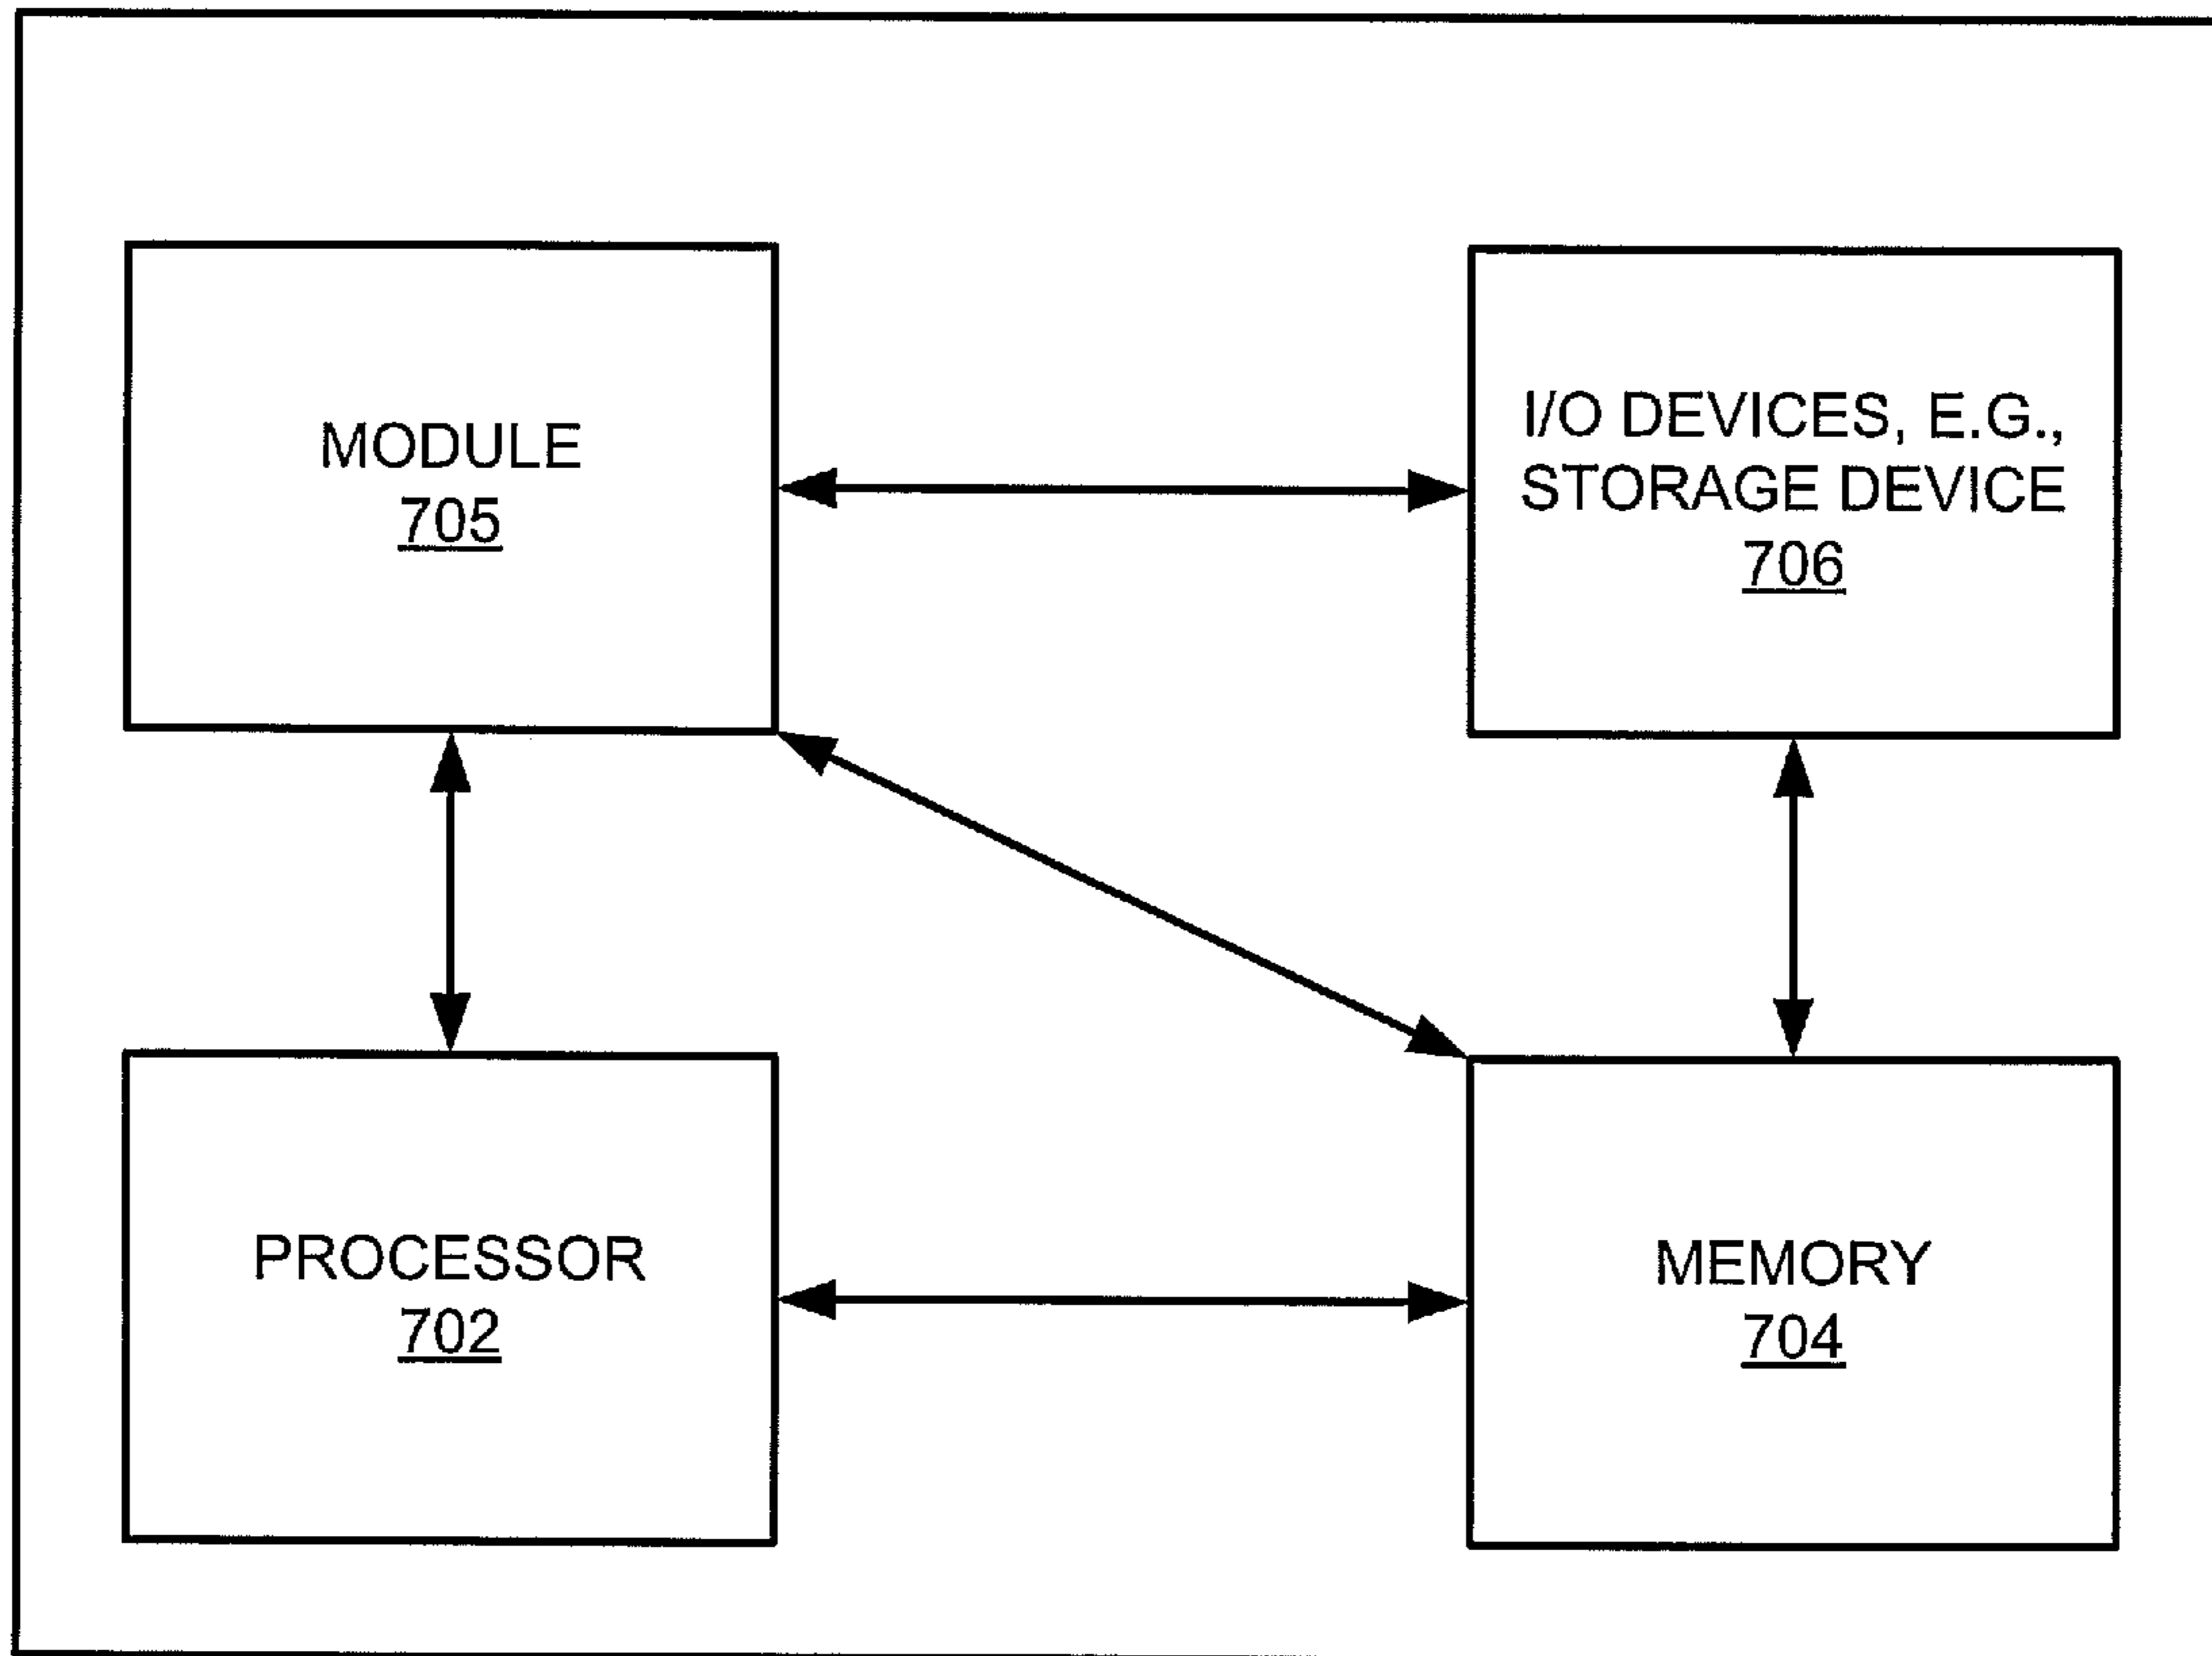 MODULE
705
I/O DEVICES, E.G.,
STORAGE DEVICE
706
PROCESSOR
702
MEMORY
704